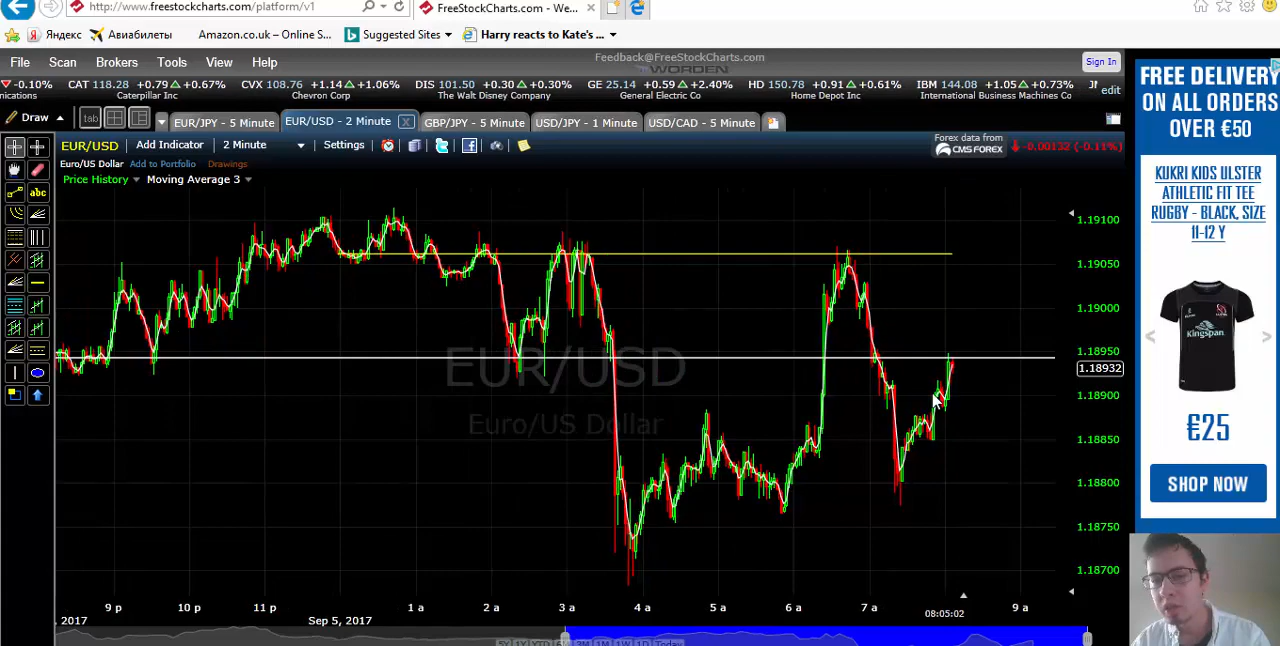 http://www.freestockcharts.com/platform/v1
FreeStockCharts.com - We...
Яндекс
Авиабилеты
Amazon.co.uk – Online S...
Suggested Sites
Harry reacts to Kate's ...
File Scan Brokers Tools View Help
Feedback@FreeStockCharts.com
WORDEN
Sign In
-0.10% CAT 118.28 +0.79 +0.67% CVX 108.76 +1.14 +1.06% DIS 101.50 +0.30 +0.30% GE 25.14 +0.59 +2.40% HD 150.78 +0.91 +0.61% IBM 144.08 +1.05 +0.73%
nications Caterpillar Inc Chevron Corp The Walt Disney Company General Electric Co Home Depot Inc International Business Machines Co
edit
Draw
tab
EUR/JPY - 5 Minute
EUR/USD - 2 Minute
GBP/JPY - 5 Minute
USD/JPY - 1 Minute
USD/CAD - 5 Minute
EUR/USD Add Indicator 2 Minute Settings
Forex data from
CMS FOREX
-0.00132 (-0.11%)
Euro/US Dollar Add to Portfolio Drawings
Price History Moving Average 3
abc
1.19100
1.19050
1.19000
1.18950
1.18932
1.18900
1.18850
1.18800
1.18750
1.18700
EUR/USD
Euro/US Dollar
9 p 10 p 11 p 1 a 2 a 3 a 4 a 5 a 6 a 7 a 9 a
08:05:02
, 2017 Sep 5, 2017
Today
FREE DELIVERY
ON ALL ORDERS
OVER €50
KUKRI KIDS ULSTER
ATHLETIC FIT TEE
RUGBY - BLACK, SIZE
11-12 Y
Kingspan
€25
SHOP NOW